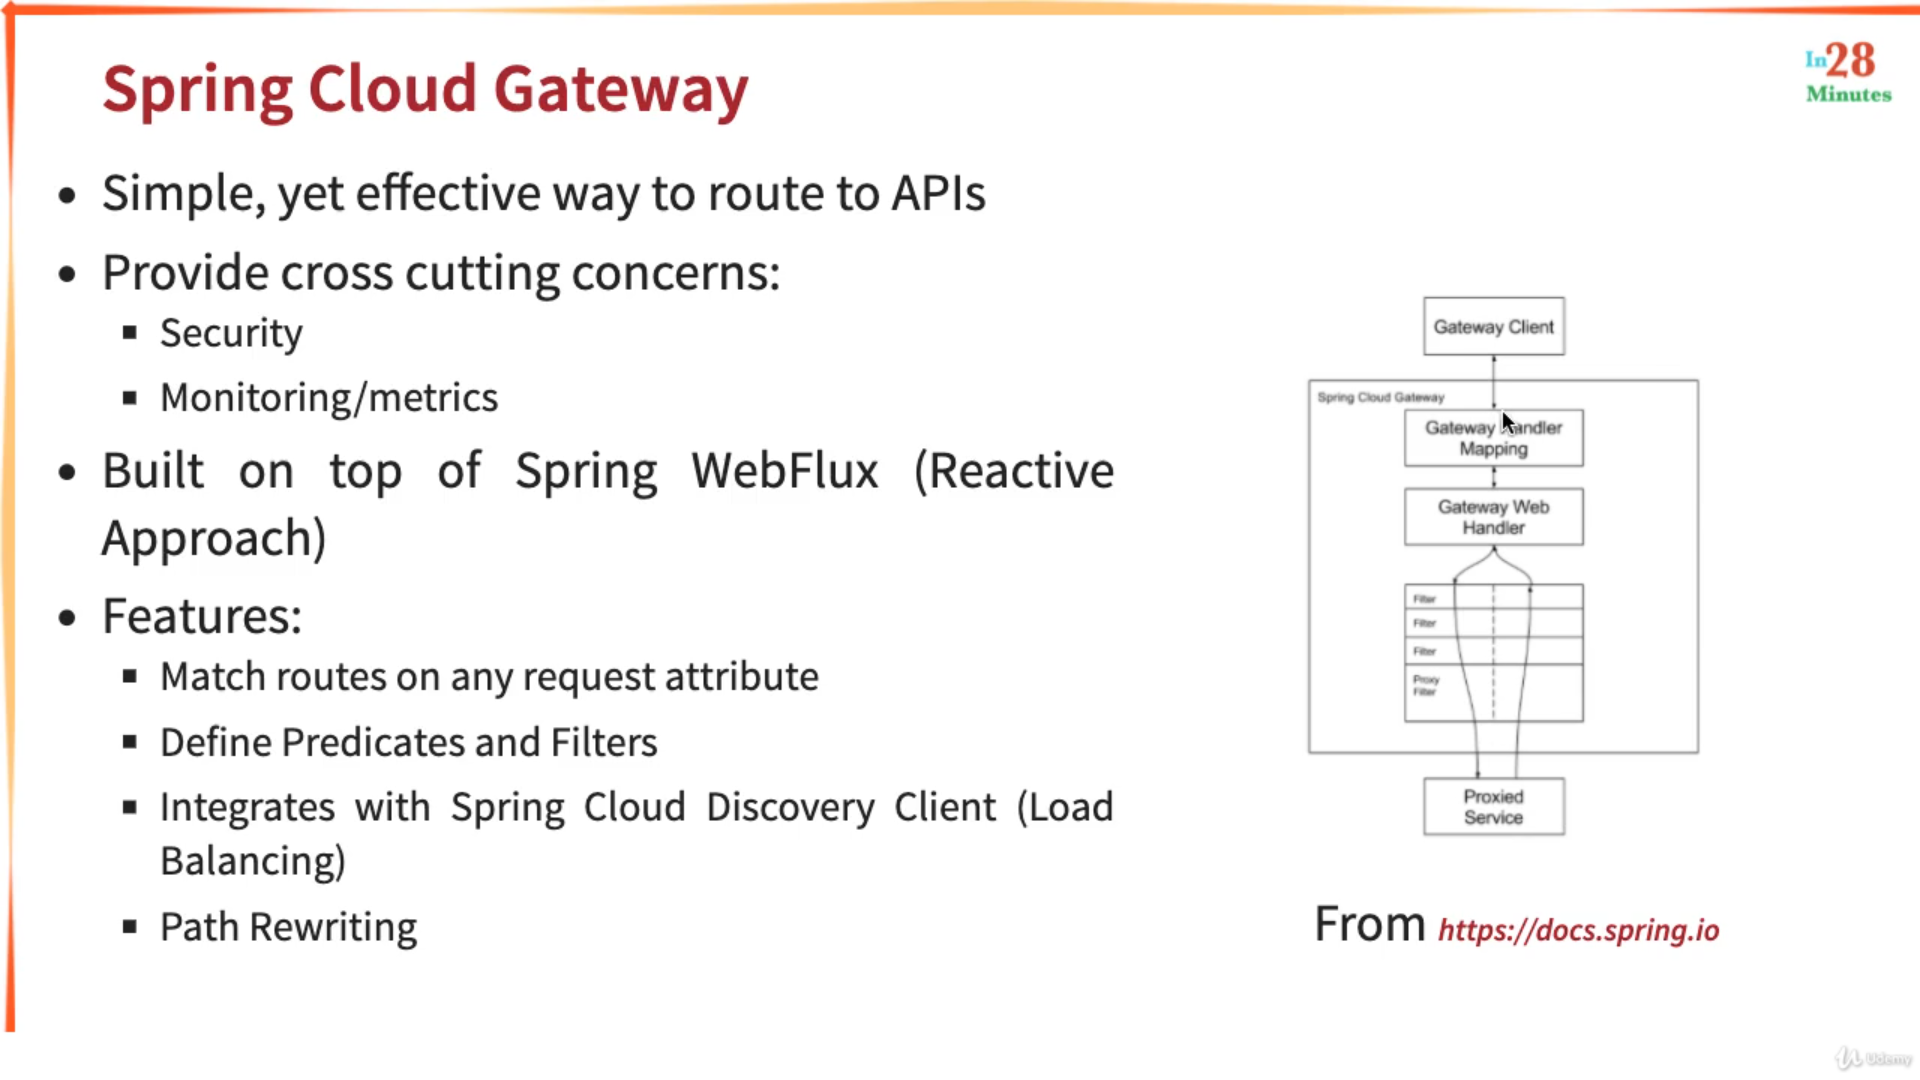 Spring Cloud Gateway
In28
Minutes
Simple, yet effective way to route to APIs
Provide cross cutting concerns:
Security
Monitoring/metrics
Built on top of Spring WebFlux (Reactive
Approach)
Features:
Match routes on any request attribute
Define Predicates and Filters
Integrates with Spring Cloud Discovery Client (Load
Balancing)
Path Rewriting
Gateway Client
Spring Cloud Gateway
Gateway Handler
Mapping
Gateway Web
Handler
Filter
Filter
Filter
Proxy
Filter
Proxied
Service
From https://docs.spring.io
Udemy